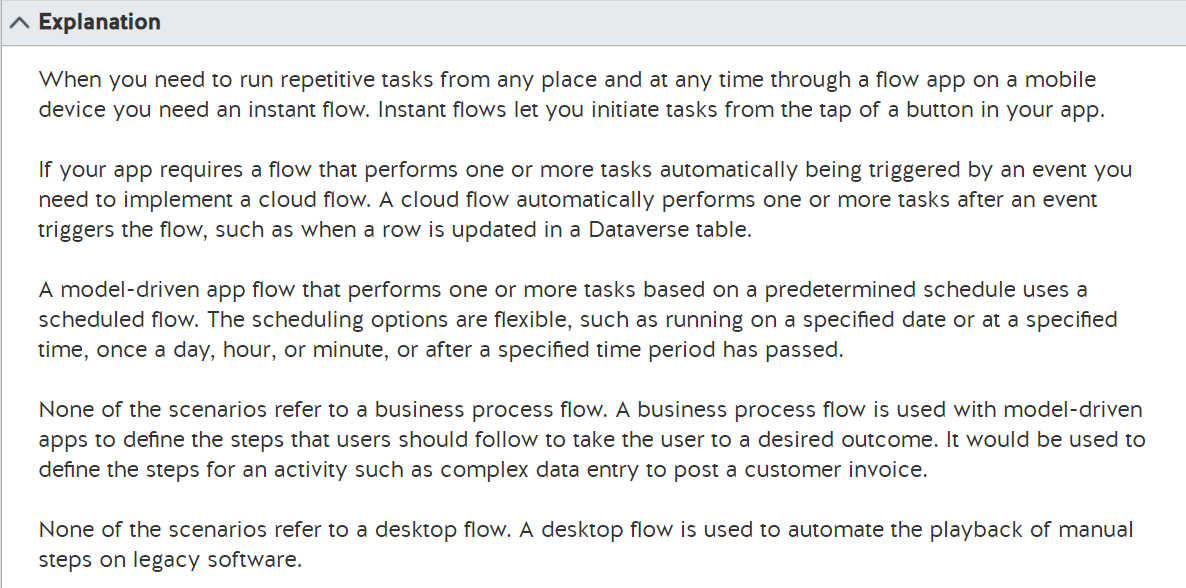 Explanation
When you need to run repetitive tasks from any place and at any time through a flow app on a mobile
device you need an instant flow. Instant flows let you initiate tasks from the tap of a button in your app.
If your app requires a flow that performs one or more tasks automatically being triggered by an event you
need to implement a cloud flow. A cloud flow automatically performs one or more tasks after an event
triggers the flow, such as when a row is updated in a Dataverse table.
A model-driven app flow that performs one or more tasks based on a predetermined schedule uses a
scheduled flow. The scheduling options are flexible, such as running on a specified date or at a specified
time, once a day, hour, or minute, or after a specified time period has passed.
None of the scenarios refer to a business process flow. A business process flow is used with model-driven
apps to define the steps that users should follow to take the user to a desired outcome. It would be used to
define the steps for an activity such as complex data entry to post a customer invoice.
None of the scenarios refer to a desktop flow. A desktop flow is used to automate the playback of manual
steps on legacy software.